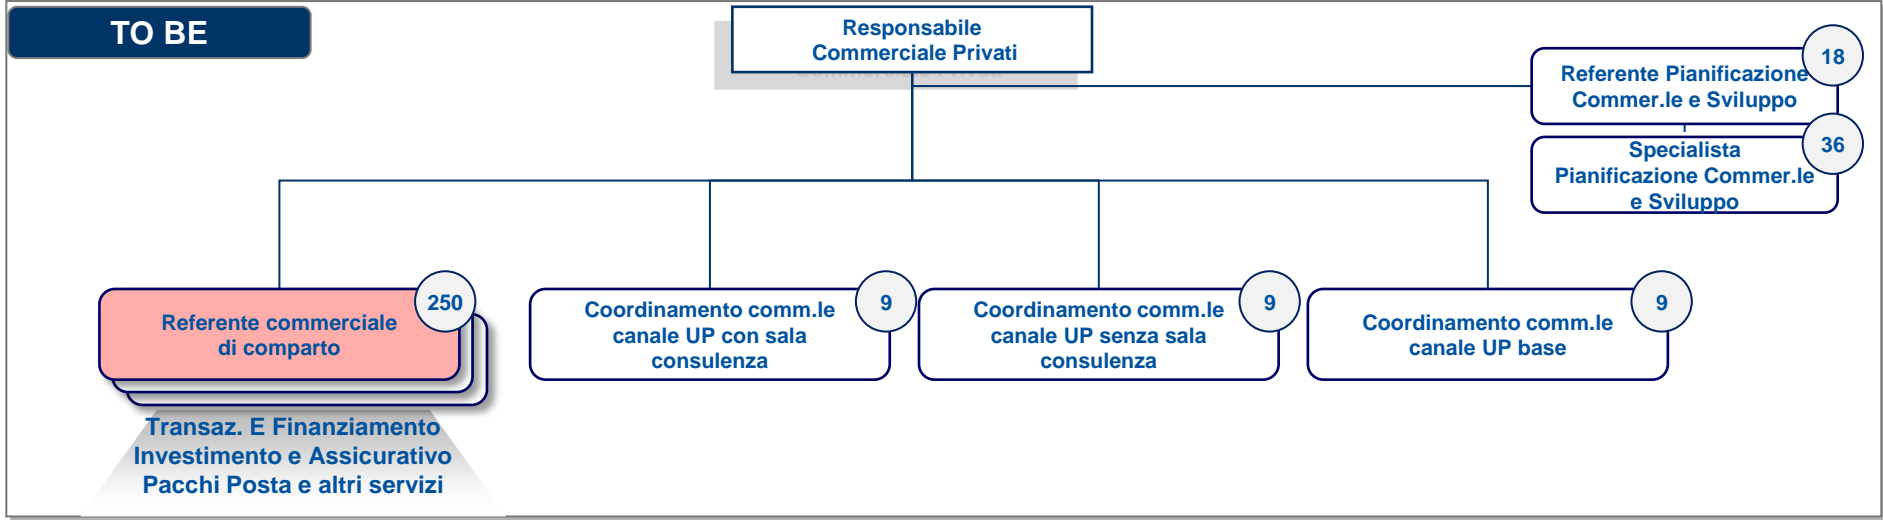 TO BE
Responsabile
Commerciale Privati
18
Referente Pianificazione
Commer.le e Sviluppo
36
Specialista
Pianificazione Commer.le
e Sviluppo
250
Referente commerciale
di comparto
9
Coordinamento comm.le
canale UP con sala
consulenza
9
Coordinamento comm.le
canale UP senza sala
consulenza
9
Coordinamento comm.le
canale UP base
Transaz. E Finanziamento
Investimento e Assicurativo
Pacchi Posta e altri servizi